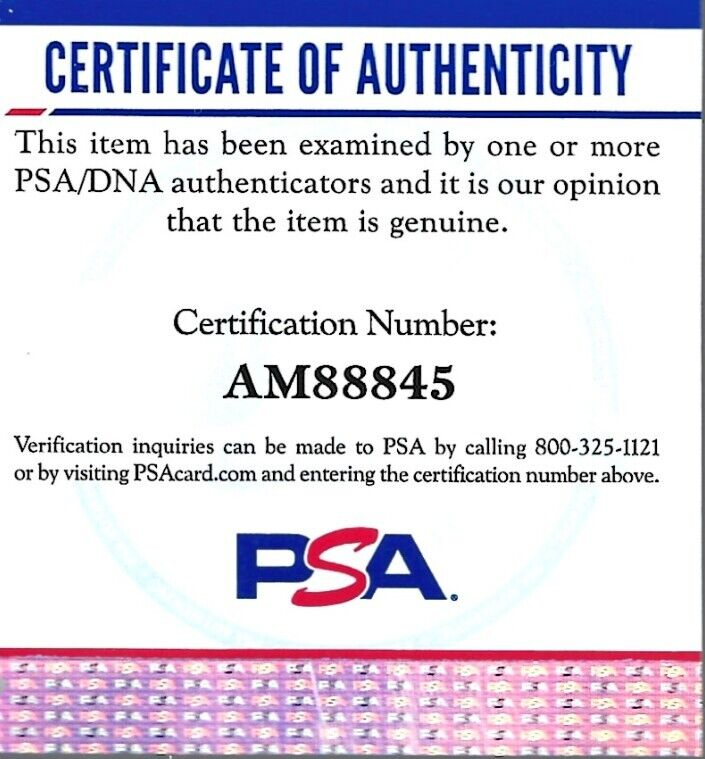 CERTIFICATE OF AUTHENTICITY
This item has been examined by one or more
PSA/DNA authenticators and it is our opinion
that the item is genuine.
Certification Number:
AM88845
Verification inquiries can be made to PSA by calling 800-325-1121
or by visiting PSAcard.com and entering the certification number above.
PSA®